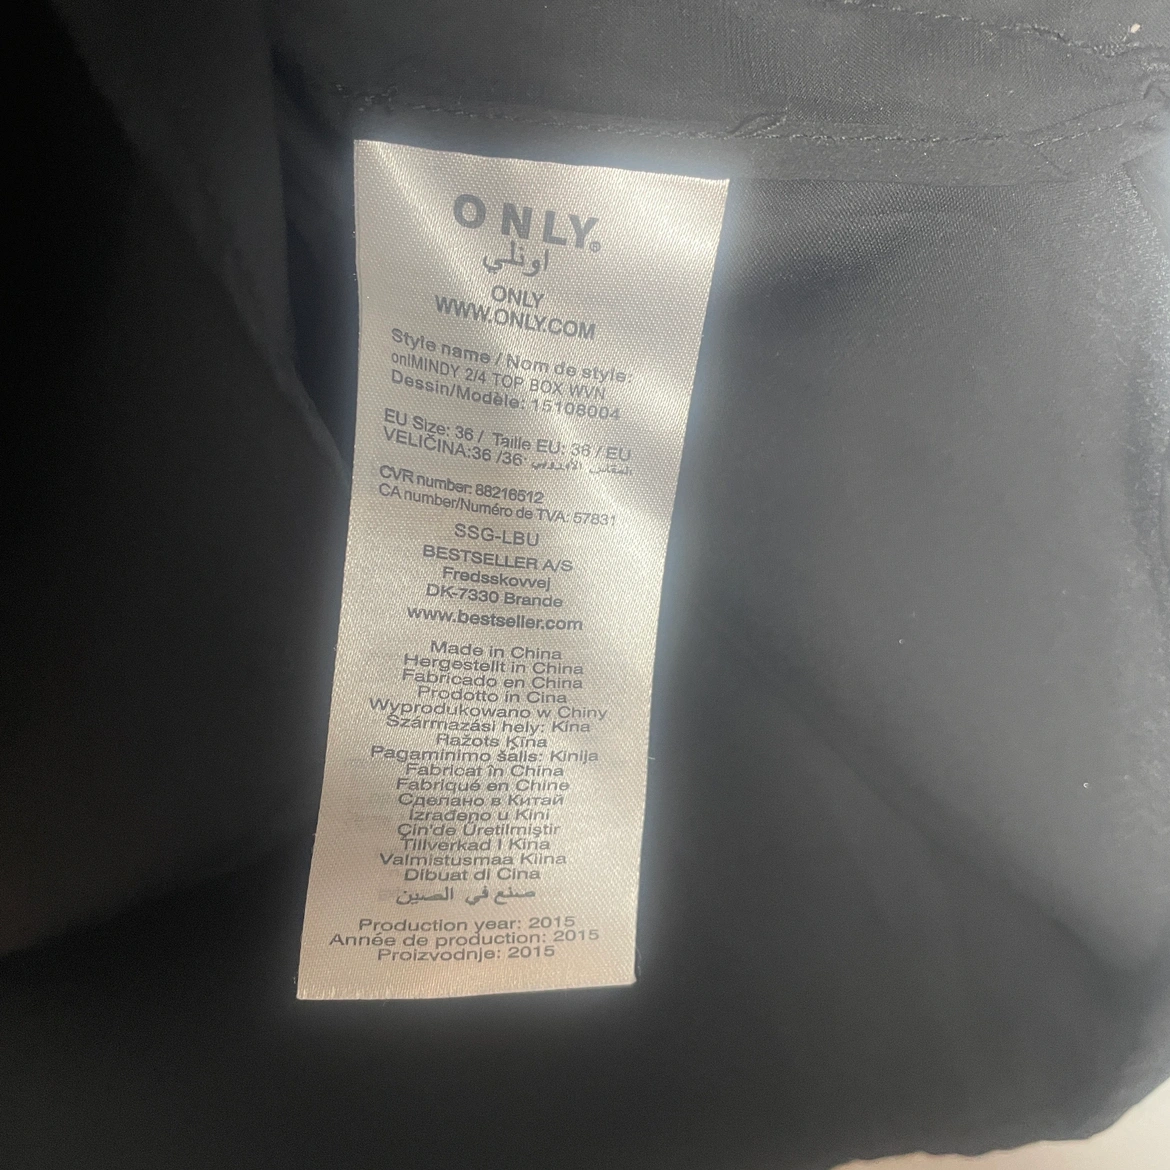 ONLY®
اونلي
ONLY
WWW.ONLY.COM
Style name / Nom de style:
onlMINDY 2/4 TOP BOX WVN
Dessin/Modèle: 15108004
EU Size: 36 / Taille EU: 36 / EU
VELIČINA:36 /36: المقاس الأوروبي
CVR number: 88216512
CA number/Numéro de TVA: 57831
SSG-LBU
BESTSELLER A/S
Fredsskovvej
DK-7330 Brande
www.bestseller.com
Made in China
Hergestellt in China
Fabricado en China
Prodotto in Cina
Wyprodukowano w Chiny
Származási hely: Kína
Ražots Ķīna
Pagaminimo šalis: Kinija
Fabricat în China
Fabriqué en Chine
Сделано в Китай
Izrađeno u Kini
Çin'de Üretilmiştir
Tillverkad I Kina
Valmistusmaa Kiina
Dibuat di Cina
صنع في الصين
Production year: 2015
Année de production: 2015
Proizvodnje: 2015